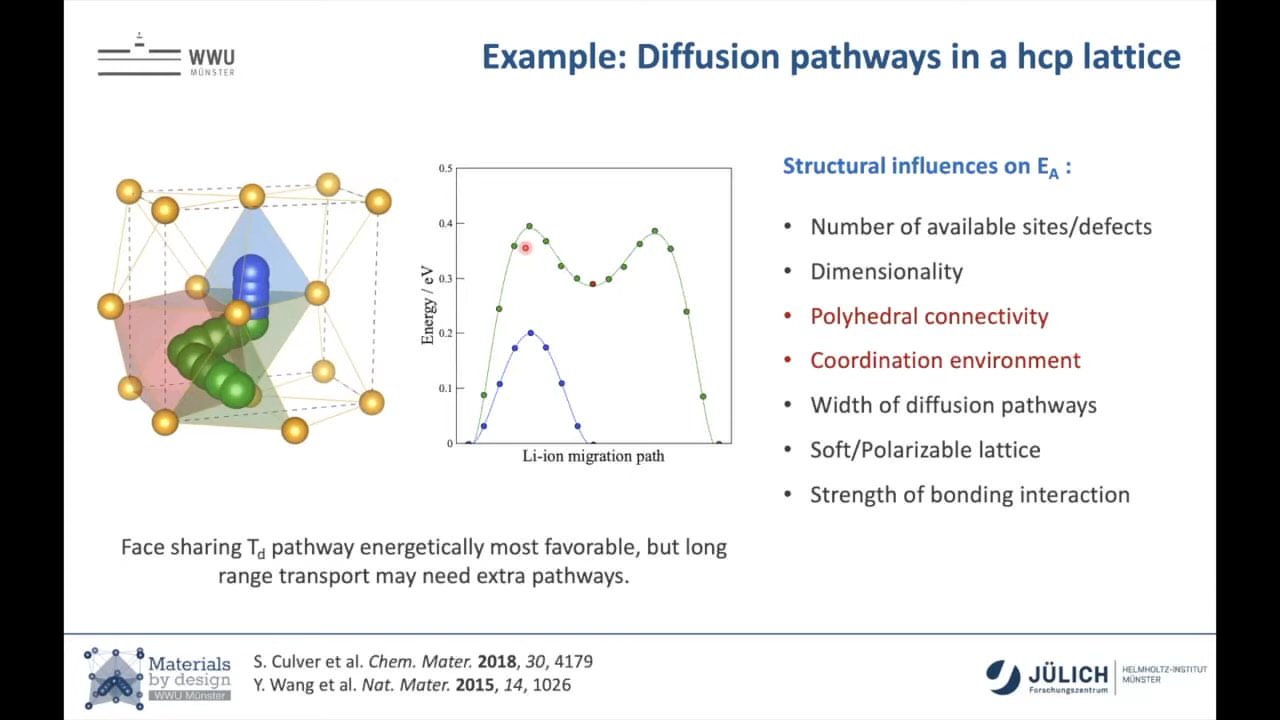 WWU
MÜNSTER
Example: Diffusion pathways in a hcp lattice
0.5
0.4
0.3
0.2
0.1
0
Energy / eV
Li-ion migration path
Structural influences on EA :
• Number of available sites/defects
• Dimensionality
• Polyhedral connectivity
• Coordination environment
• Width of diffusion pathways
• Soft/Polarizable lattice
• Strength of bonding interaction
Face sharing Td pathway energetically most favorable, but long
range transport may need extra pathways.
Materials
by design
WWU Münster
S. Culver et al. Chem. Mater. 2018, 30, 4179
Y. Wang et al. Nat. Mater. 2015, 14, 1026
JÜLICH
Forschungszentrum
HELMHOLTZ-INSTITUT
MÜNSTER